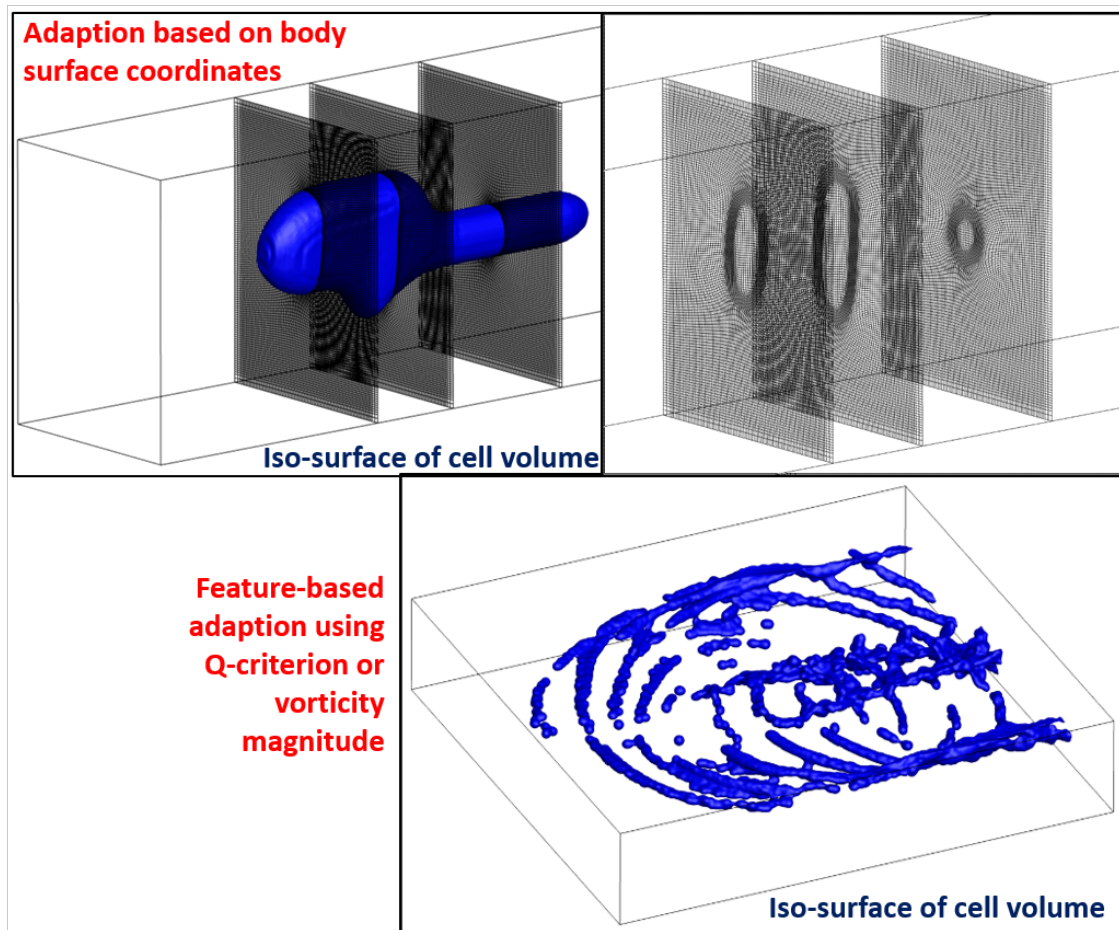 Adaption based on body
surface coordinates
Iso-surface of cell volume
Feature-based
adaption using
Q-criterion or
vorticity
magnitude
Iso-surface of cell volume